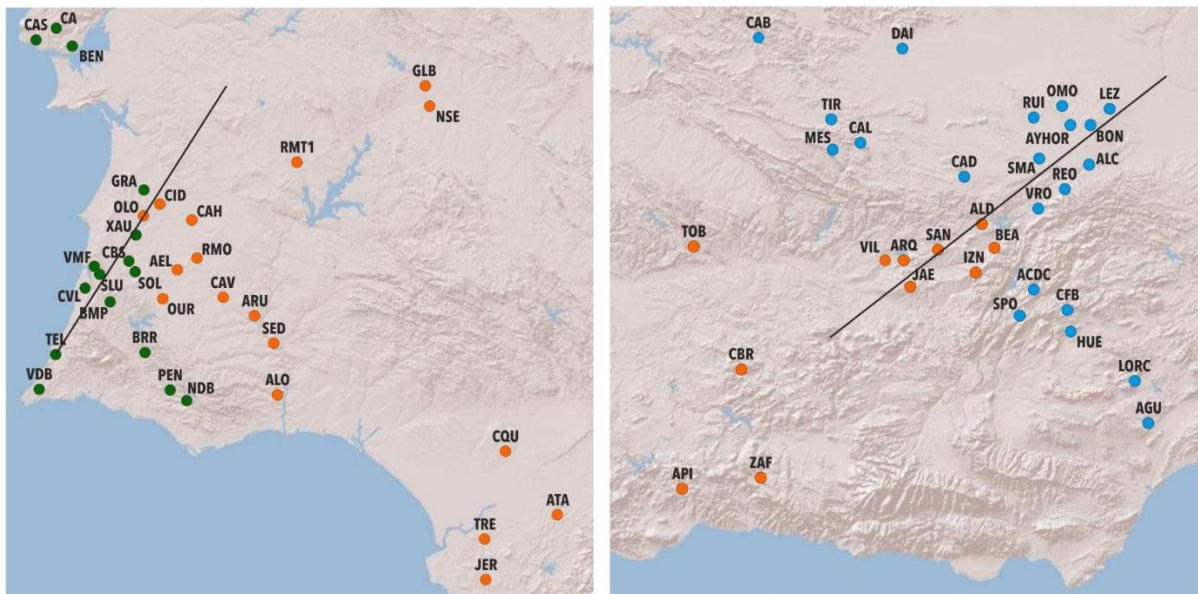 CA
CAS
BEN
GLB
NSE
RMT1
GRA
CID
OLO
CAH
XAU
CBS
RMO
VMF
AEL
SLU
SOL
CAV
CVL
BMP
OUR
ARU
SED
TEL
BRR
VDB
PEN
NDB
ALO
CQU
ATA
TRE
JER
CAB
DAI
TIR
OMO
LEZ
RUI
MES
CAL
AYHOR
BON
CAD
SMA
ALC
REO
VRO
ALD
TOB
VIL
ARQ
SAN
BEA
IZN
JAE
ACDC
SPO
CFB
HUE
CBR
LORC
AGU
API
ZAF